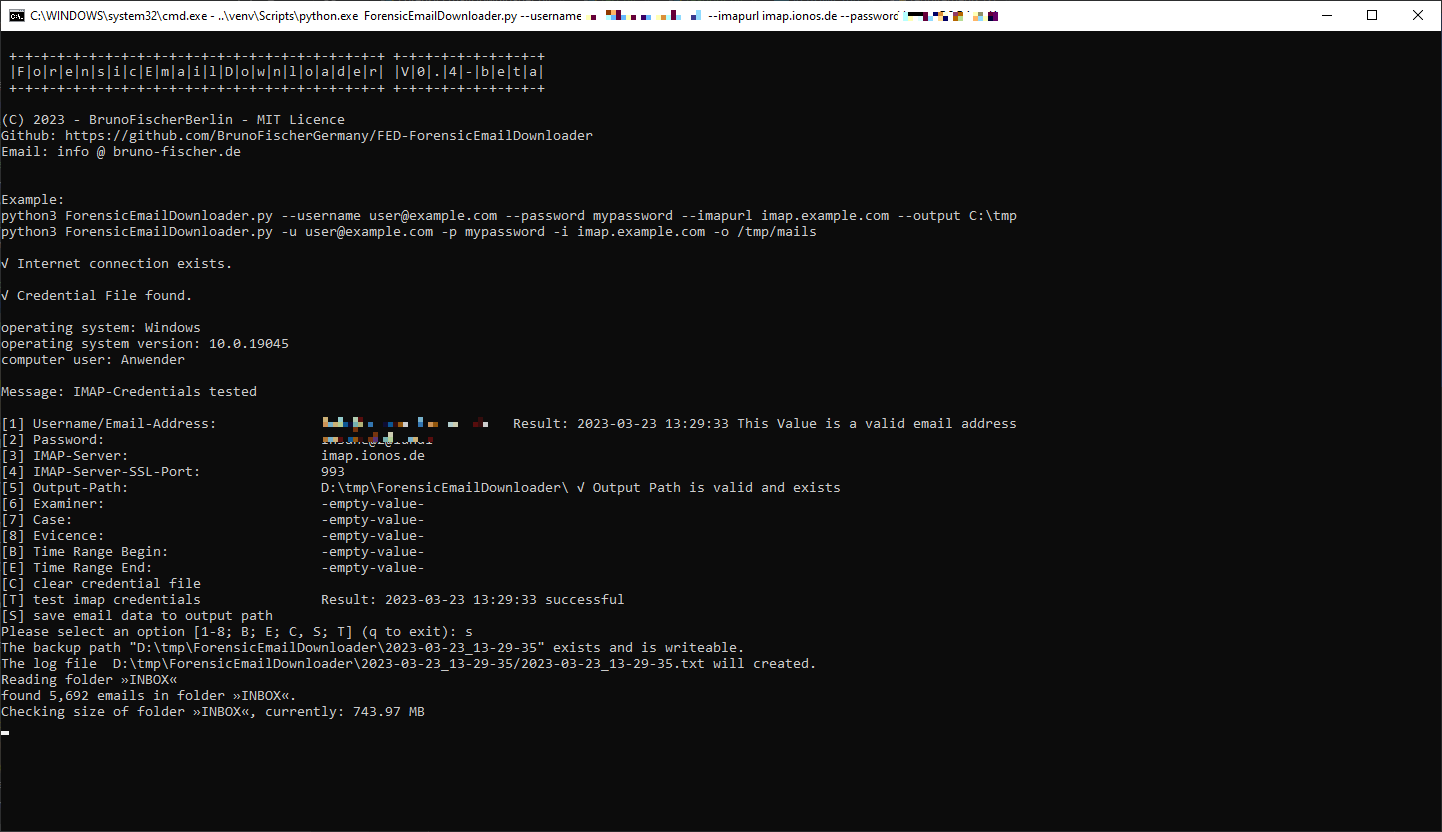 C:\WINDOWS\system32\cmd.exe - ..\venv\Scripts\python.exe ForensicEmailDownloader.py --username --imapurl imap.ionos.de --password
+-+-+-+-+-+-+-+-+-+-+-+-+-+-+-+-+-+-+-+-+-+-+-+ +-+-+-+-+-+-+-+-+-+
|F|o|r|e|n|s|i|c|E|m|a|i|l|D|o|w|n|l|o|a|d|e|r| |V|0|.|4|-|b|e|t|a|
+-+-+-+-+-+-+-+-+-+-+-+-+-+-+-+-+-+-+-+-+-+-+-+ +-+-+-+-+-+-+-+-+-+
(C) 2023 - BrunoFischerBerlin - MIT Licence
Github: https://github.com/BrunoFischerGermany/FED-ForensicEmailDownloader
Email: info @ bruno-fischer.de
Example:
python3 ForensicEmailDownloader.py --username user@example.com --password mypassword --imapurl imap.example.com --output C:\tmp
python3 ForensicEmailDownloader.py -u user@example.com -p mypassword -i imap.example.com -o /tmp/mails
√ Internet connection exists.
√ Credential File found.
operating system: Windows
operating system version: 10.0.19045
computer user: Anwender
Message: IMAP-Credentials tested
[1] Username/Email-Address: Result: 2023-03-23 13:29:33 This Value is a valid email address
[2] Password:
[3] IMAP-Server: imap.ionos.de
[4] IMAP-Server-SSL-Port: 993
[5] Output-Path: D:\tmp\ForensicEmailDownloader\ √ Output Path is valid and exists
[6] Examiner: -empty-value-
[7] Case: -empty-value-
[8] Evicence: -empty-value-
[B] Time Range Begin: -empty-value-
[E] Time Range End: -empty-value-
[C] clear credential file
[T] test imap credentials Result: 2023-03-23 13:29:33 successful
[S] save email data to output path
Please select an option [1-8; B; E; C, S; T] (q to exit): s
The backup path "D:\tmp\ForensicEmailDownloader\2023-03-23_13-29-35" exists and is writeable.
The log file  D:\tmp\ForensicEmailDownloader\2023-03-23_13-29-35/2023-03-23_13-29-35.txt will created.
Reading folder »INBOX«
found 5,692 emails in folder »INBOX«.
Checking size of folder »INBOX«, currently: 743.97 MB